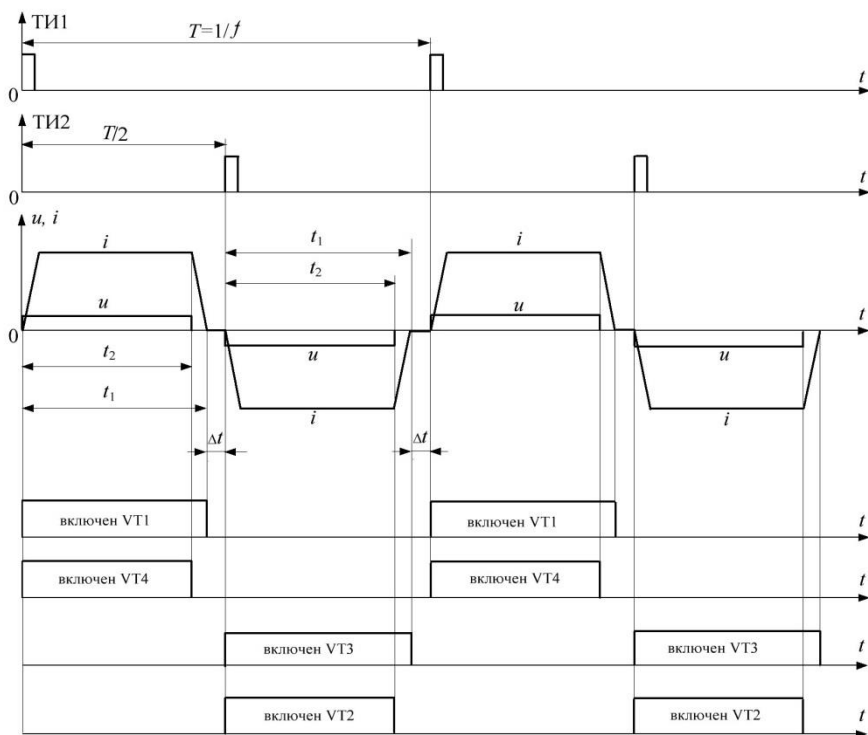 ТИ1
T=1/f
t
0
ТИ2
T/2
t
0
u, i
i
t₁
i
t₂
u
u
t
0
t₂
u
u
t₁
i
i
Δt
Δt
включен VT1
включен VT1
t
включен VT4
включен VT4
t
включен VT3
включен VT3
t
включен VT2
включен VT2
t